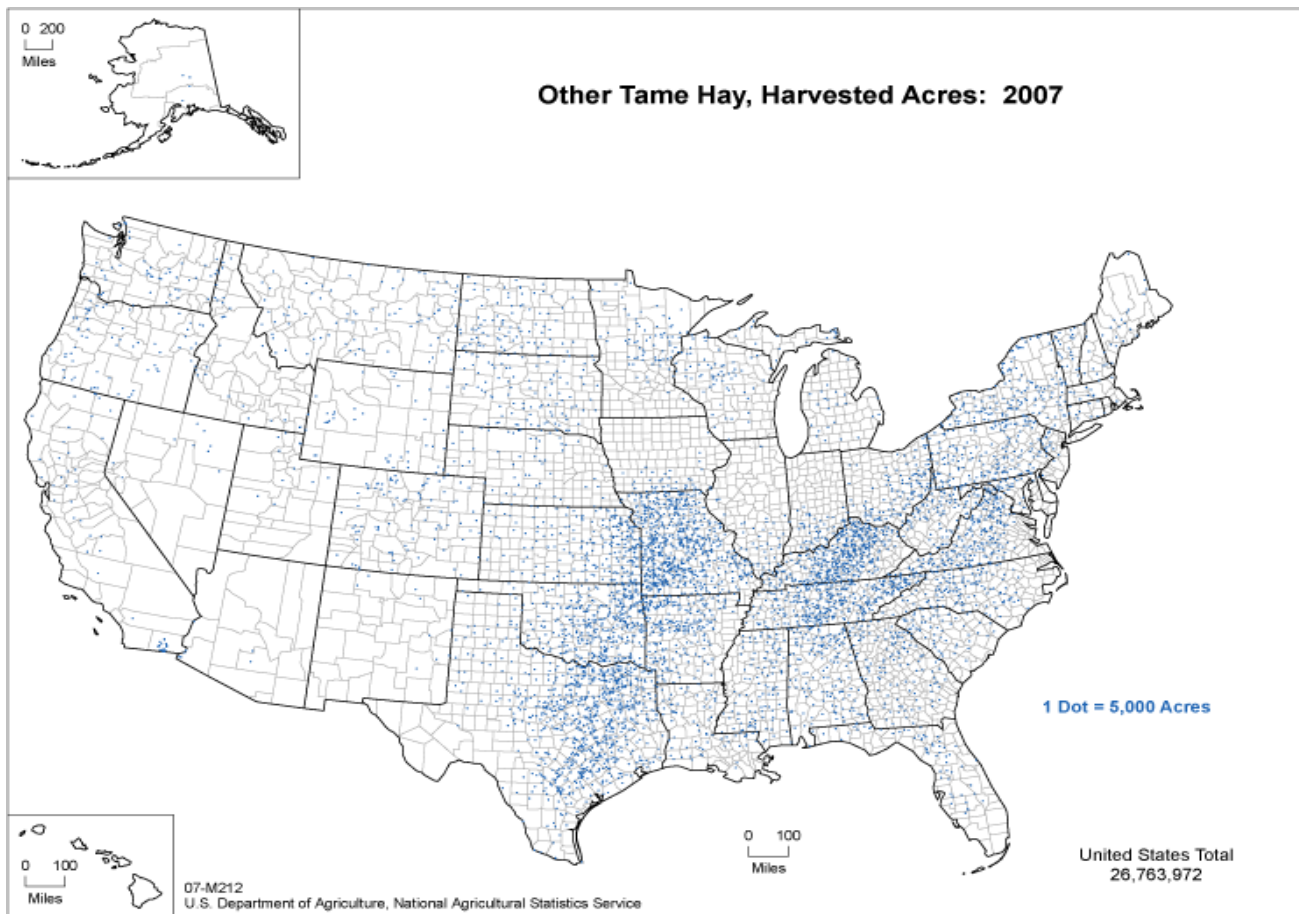 0 200
Miles
Other Tame Hay, Harvested Acres: 2007
1 Dot = 5,000 Acres
0 100
Miles
0 100
Miles
United States Total
26,763,972
07-M212
U.S. Department of Agriculture, National Agricultural Statistics Service